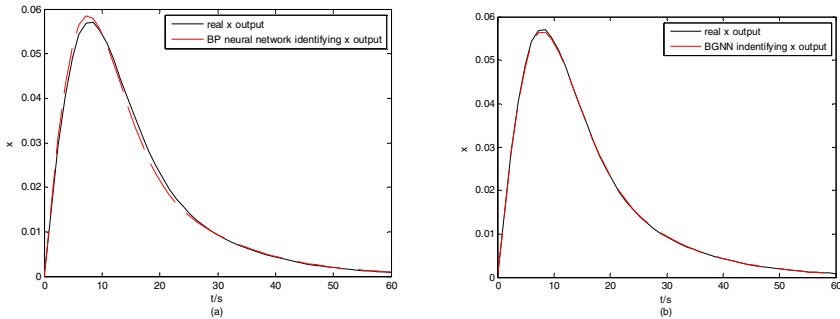 0.06
0.05
0.04
0.03
0.02
0.01
0
x
real x output
BP neural network identifying x output
0 10 20 30 40 50 60
t/s
(a)
0.06
0.05
0.04
0.03
0.02
0.01
0
x
real x output
BGNN indentifying x output
0 10 20 30 40 50 60
t/s
(b)